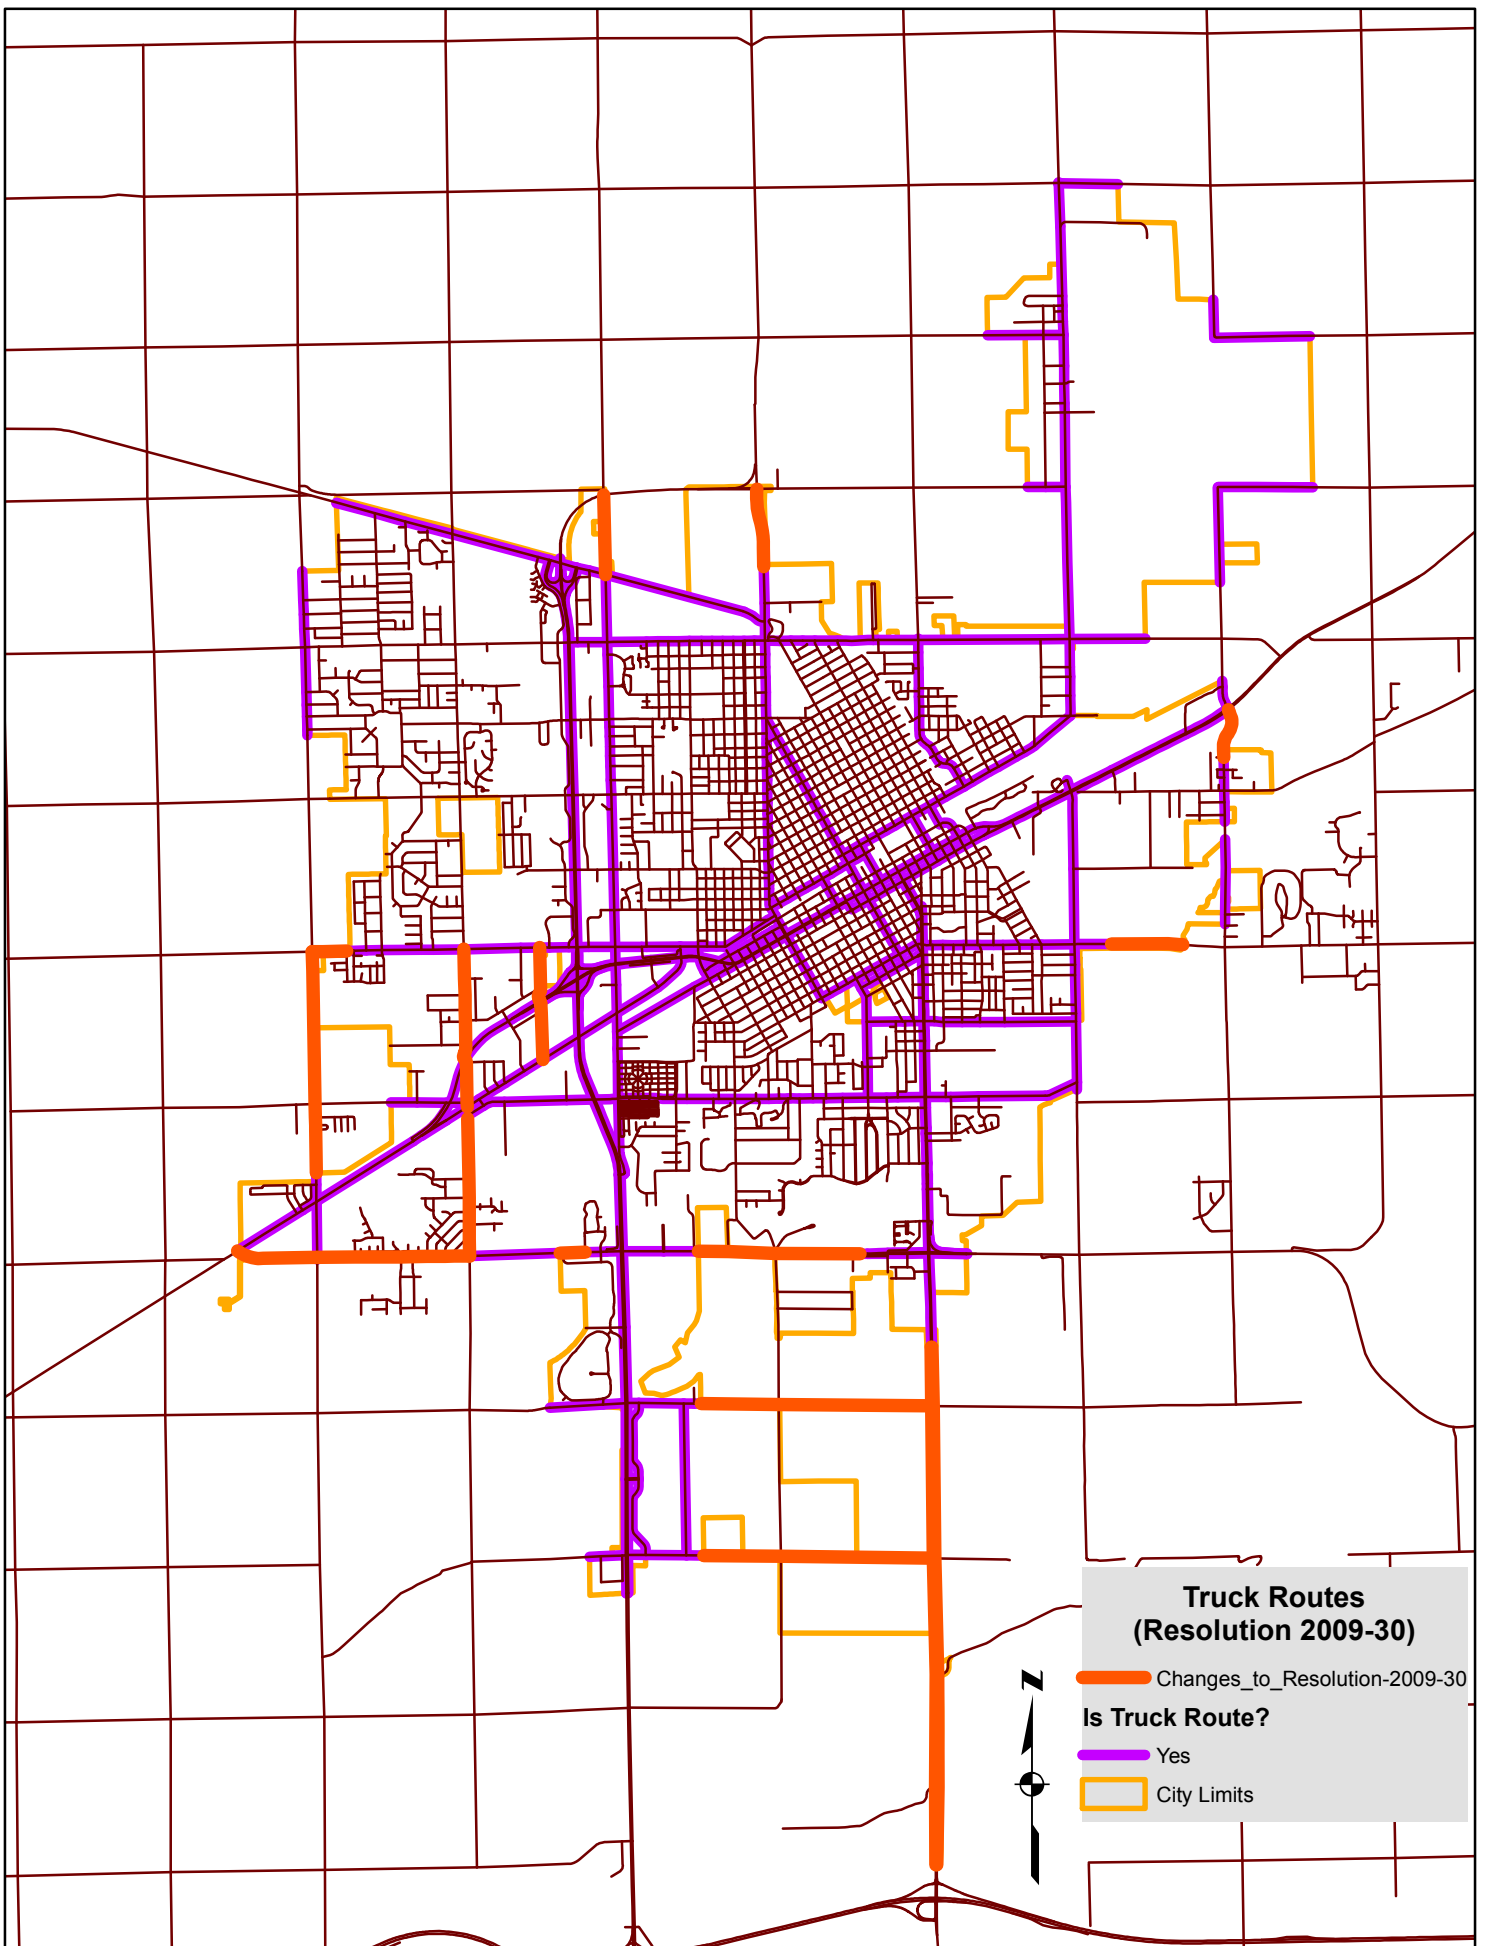 Truck Routes
(Resolution 2009-30)
Changes_to_Resolution-2009-30
Is Truck Route?
Yes
City Limits
N